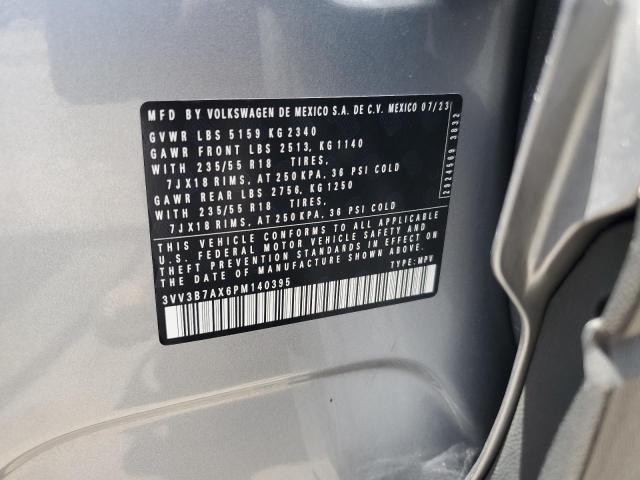 MFD BY VOLKSWAGEN DE MEXICO S.A. DE C.V. MEXICO 07/23
GVWR LBS 5159 KG 2340
GAWR FRONT LBS 2513, KG 1140
WITH 235/55 R18 TIRES,
7JX18 RIMS, AT 250 KPA, 36 PSI COLD
GAWR REAR LBS 2756, KG 1250
WITH 235/55 R18 TIRES,
7JX18 RIMS, AT 250 KPA, 36 PSI COLD
THIS VEHICLE CONFORMS TO ALL APPLICABLE
U.S. FEDERAL MOTOR VEHICLE SAFETY AND
THEFT PREVENTION STANDARDS IN EFFECT ON
THE DATE OF MANUFACTURE SHOWN ABOVE.
3VV3B7AX6PM140395 TYPE: MPV
2024569 3832